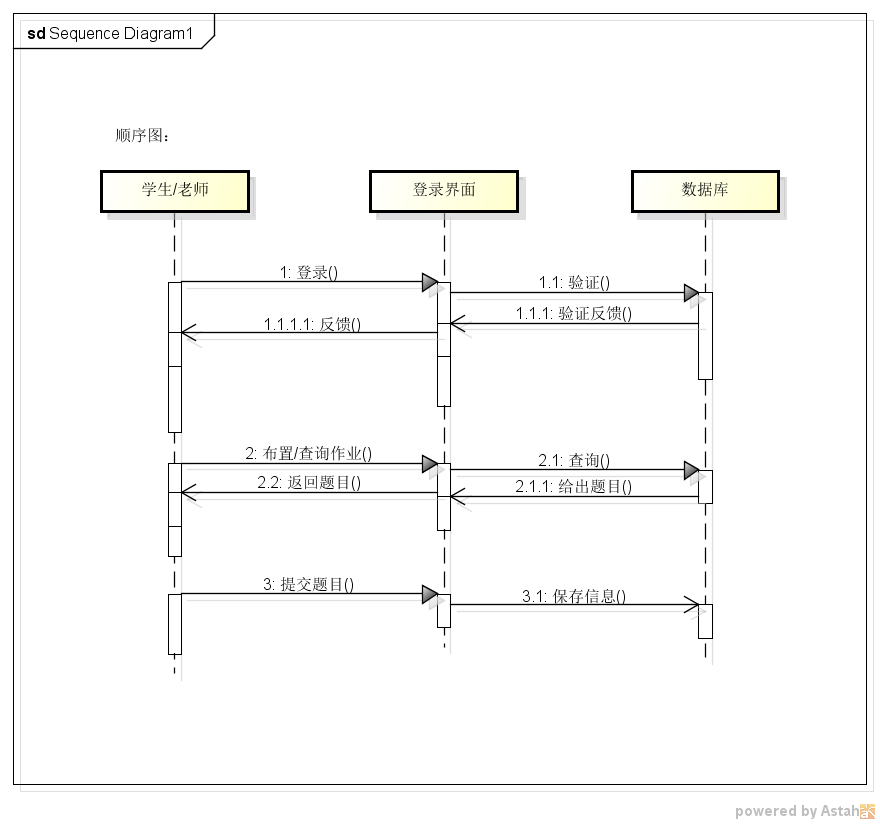 sd Sequence Diagram1
顺序图：
学生/老师
登录界面
数据库
1: 登录()
1.1: 验证()
1.1.1: 验证反馈()
1.1.1.1: 反馈()
2: 布置/查询作业()
2.1: 查询()
2.2: 返回题目()
2.1.1: 给出题目()
3: 提交题目()
3.1: 保存信息()
powered by Astah